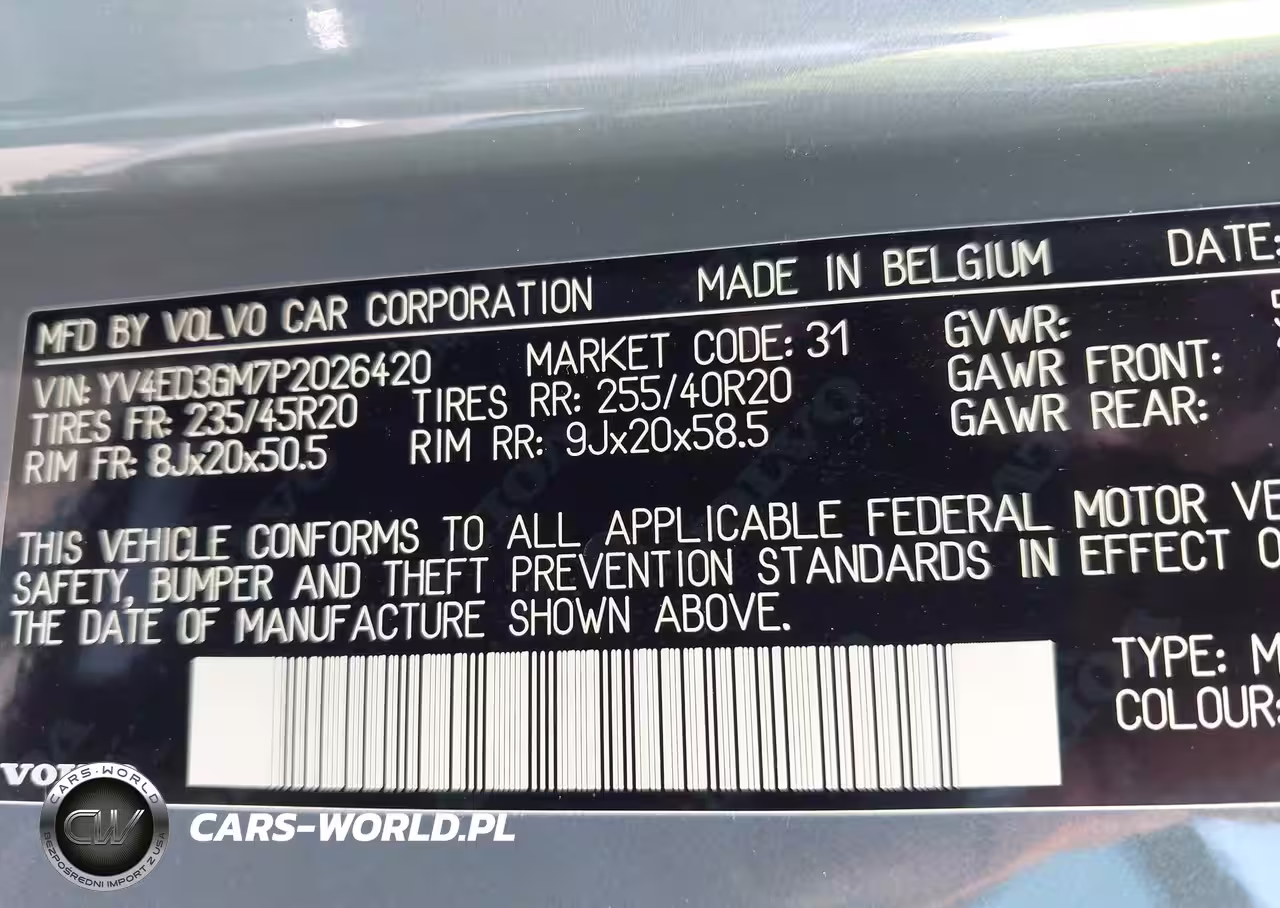 MFD BY VOLVO CAR CORPORATION MADE IN BELGIUM DATE:
VIN: YV4ED3GM7P2026420 MARKET CODE: 31 GVWR:
TIRES FR: 235/45R20 TIRES RR: 255/40R20 GAWR FRONT:
RIM FR: 8Jx20x50.5 RIM RR: 9Jx20x58.5 GAWR REAR:
THIS VEHICLE CONFORMS TO ALL APPLICABLE FEDERAL MOTOR VE
SAFETY, BUMPER AND THEFT PREVENTION STANDARDS IN EFFECT O
THE DATE OF MANUFACTURE SHOWN ABOVE.
TYPE: M
COLOUR:
CARS-WORLD
CW
BEZPOŚREDNI IMPORT Z USA
CARS-WORLD.PL